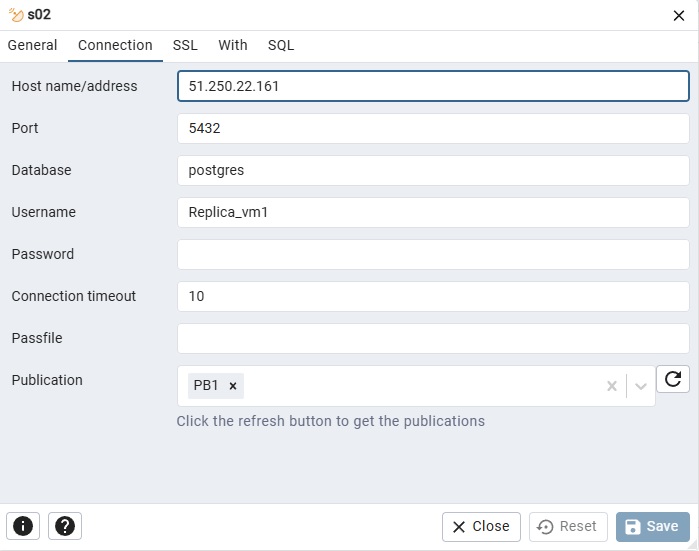 s02
General Connection SSL With SQL
Host name/address 51.250.22.161
Port 5432
Database postgres
Username Replica_vm1
Password
Connection timeout 10
Passfile
Publication PB1
Click the refresh button to get the publications
Close Reset Save